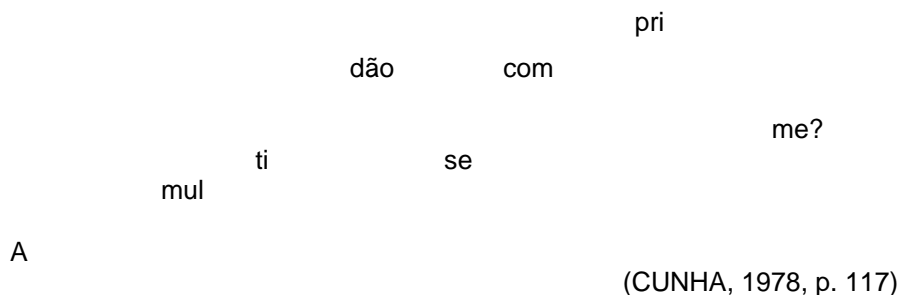 pri
dão com
me?
ti se
mul
A
(CUNHA, 1978, p. 117)